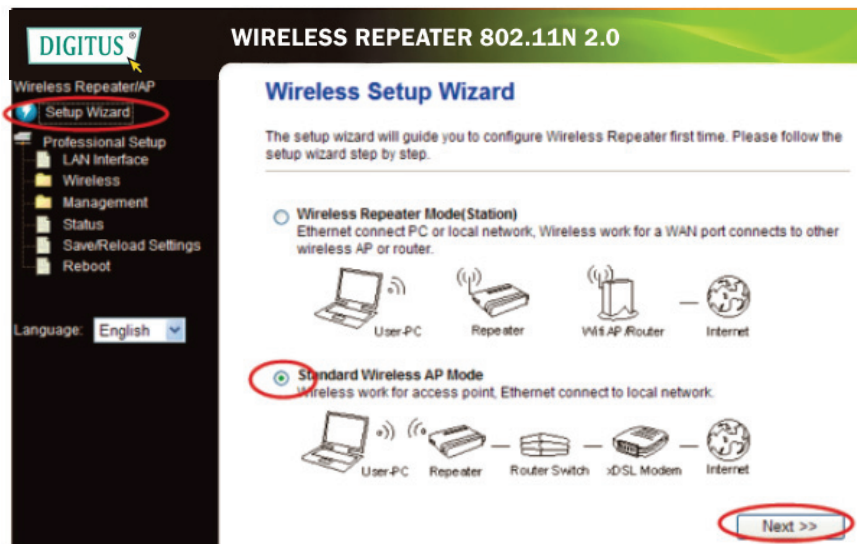 DIGITUS®
WIRELESS REPEATER 802.11N 2.0
Wireless Repeater/AP
Setup Wizard
Professional Setup
LAN Interface
Wireless
Management
Status
Save/Reload Settings
Reboot
Language: English
Wireless Setup Wizard
The setup wizard will guide you to configure Wireless Repeater first time. Please follow the
setup wizard step by step.
Wireless Repeater Mode(Station)
Ethernet connect PC or local network, Wireless work for a WAN port connects to other
wireless AP or router.
User-PC Repeater Wifi AP /Router Internet
Standard Wireless AP Mode
Wireless work for access point, Ethernet connect to local network.
User-PC Repeater Router Switch xDSL Modem Internet
Next >>